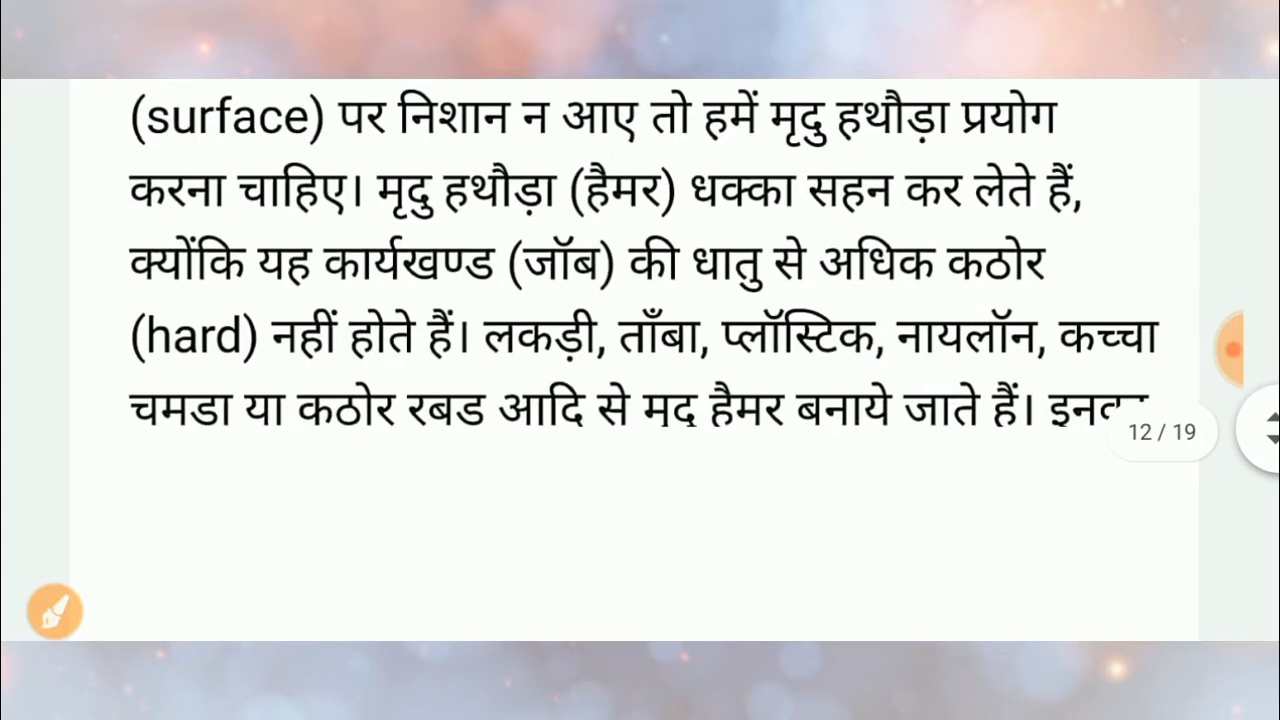 (surface) पर निशान न आए तो हमें मृदु हथौड़ा प्रयोग
करना चाहिए। मृदु हथौड़ा (हैमर) धक्का सहन कर लेते हैं,
क्योंकि यह कार्यखण्ड (जॉब) की धातु से अधिक कठोर
(hard) नहीं होते हैं। लकड़ी, ताँबा, प्लॉस्टिक, नायलॉन, कच्चा
चमडा या कठोर रबड आदि से मृदु हैमर बनाये जाते हैं।
12 / 19